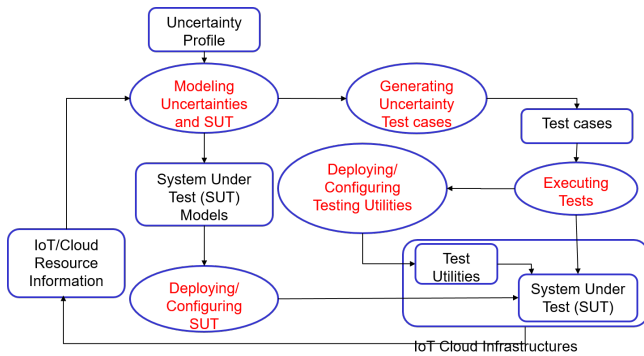 Uncertainty
Profile
Modeling
Uncertainties
and SUT
Generating
Uncertainty
Test cases
Test cases
System Under
Test (SUT)
Models
Deploying/
Configuring
Testing Utilities
Executing
Tests
IoT/Cloud
Resource
Information
Test
Utilities
Deploying/
Configuring
SUT
System Under
Test (SUT)
IoT Cloud Infrastructures